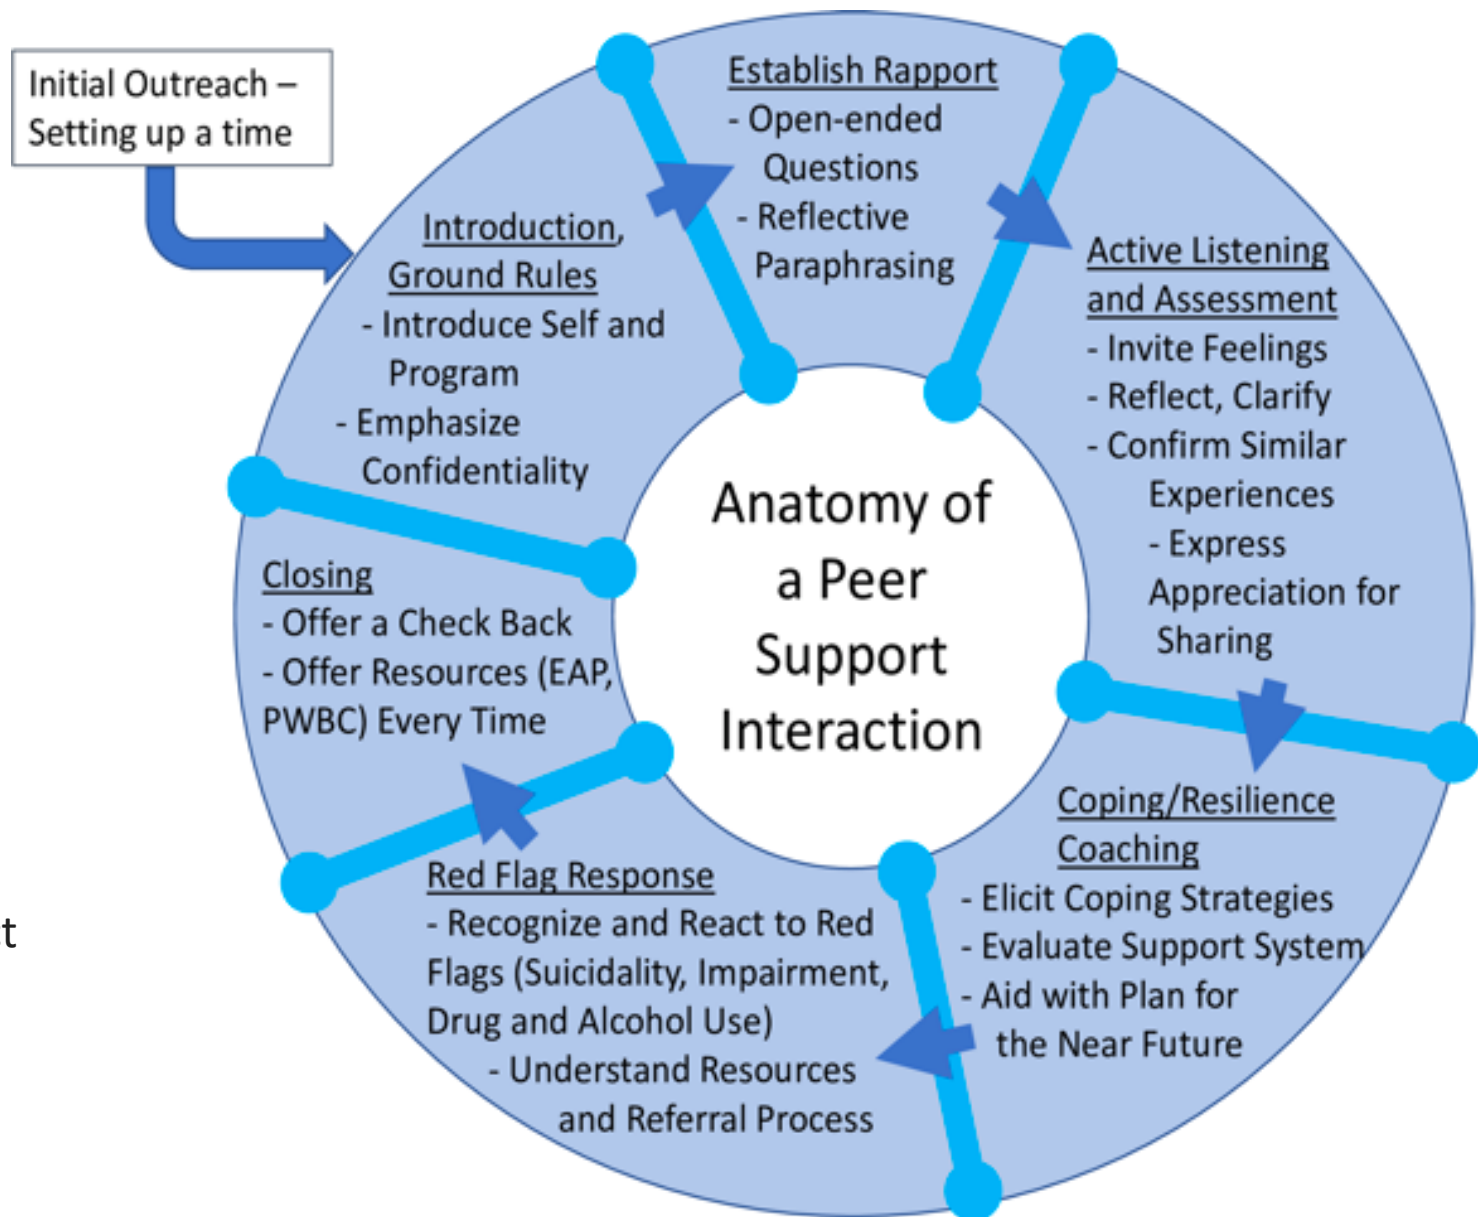 Initial Outreach –
Setting up a time
Introduction,
Ground Rules
- Introduce Self and
Program
- Emphasize
Confidentiality
Establish Rapport
- Open-ended
Questions
- Reflective
Paraphrasing
Active Listening
and Assessment
- Invite Feelings
- Reflect, Clarify
- Confirm Similar
Experiences
- Express
Appreciation for
Sharing
Coping/Resilience
Coaching
- Elicit Coping Strategies
- Evaluate Support System
- Aid with Plan for
the Near Future
Red Flag Response
- Recognize and React to Red
Flags (Suicidality, Impairment,
Drug and Alcohol Use)
- Understand Resources
and Referral Process
Closing
- Offer a Check Back
- Offer Resources (EAP,
PWBC) Every Time
Anatomy of
a Peer
Support
Interaction